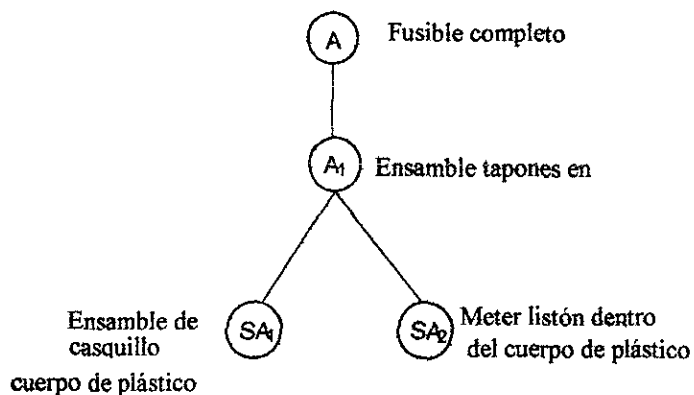 A Fusible completo
A₁ Ensamble tapones en
Ensamble de
casquillo
cuerpo de plástico
SA₁
SA₂
Meter listón dentro
del cuerpo de plástico